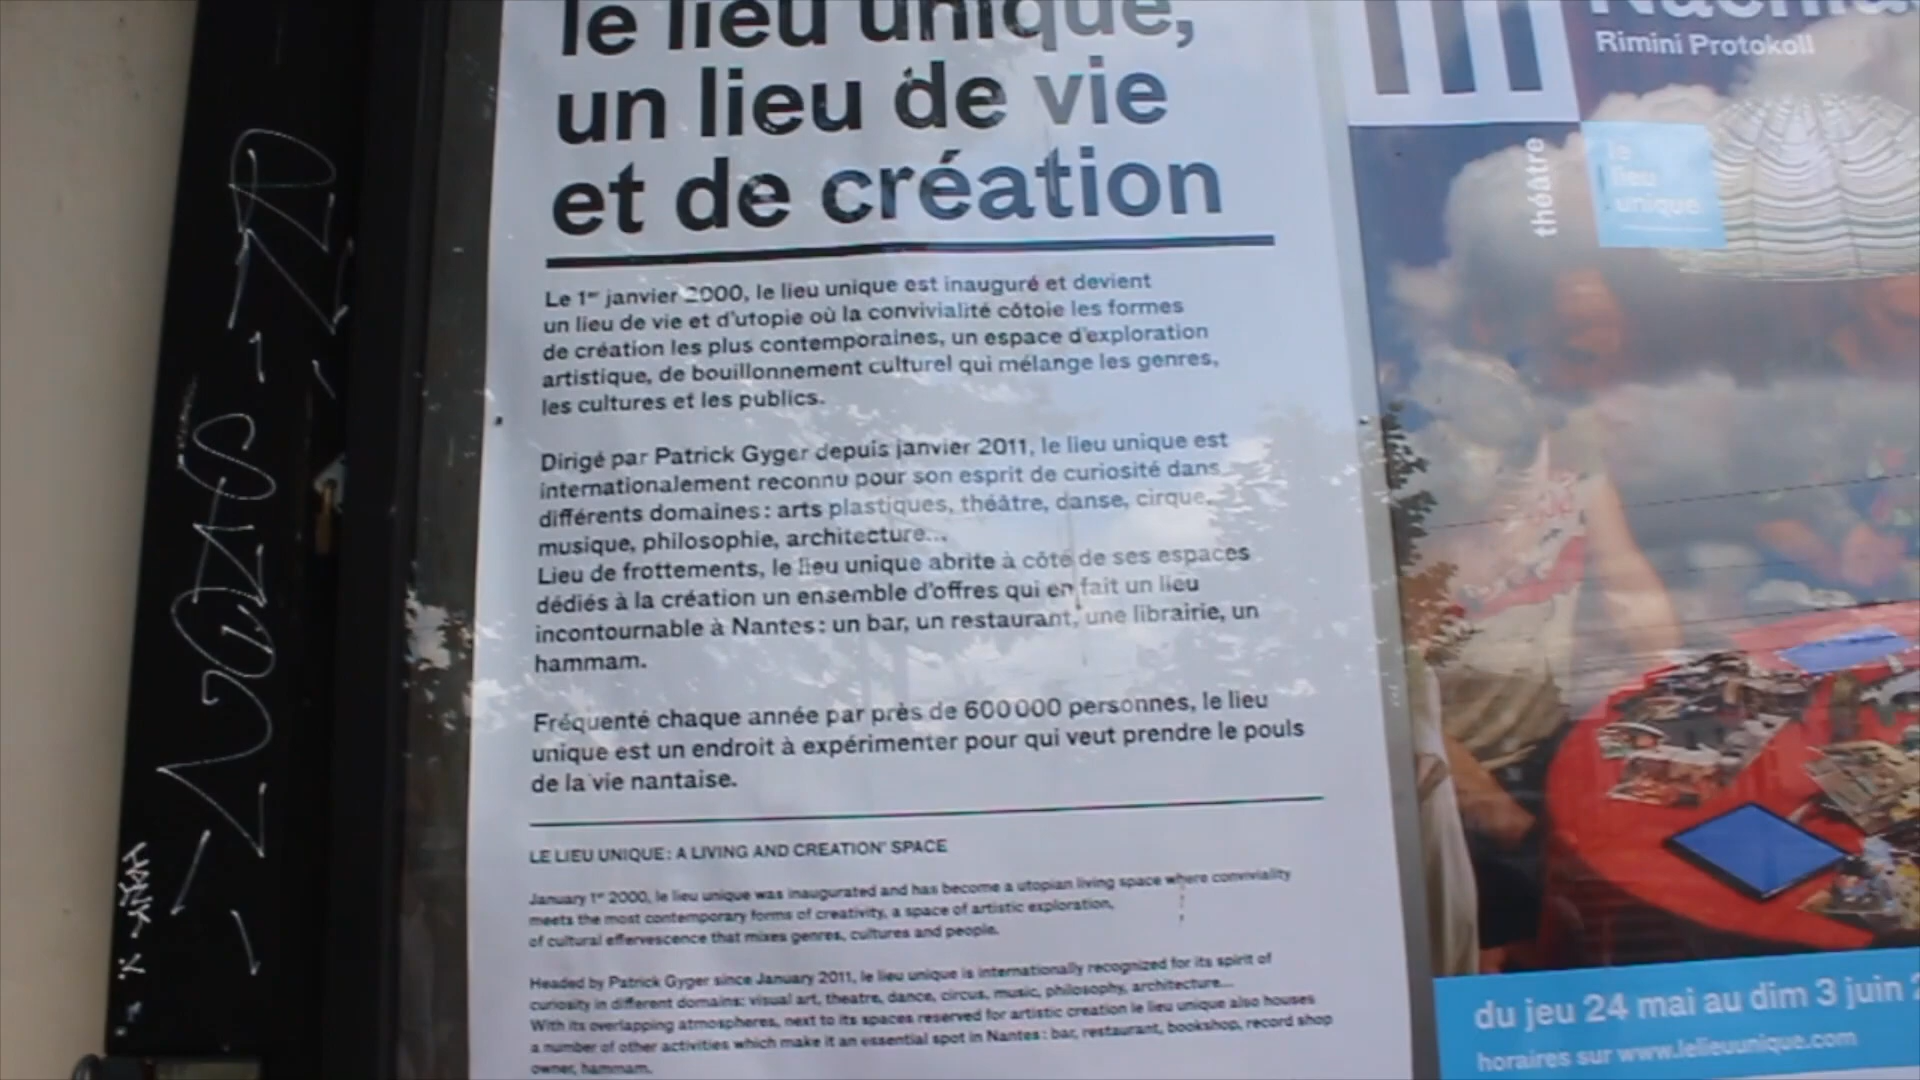 le lieu unique,
un lieu de vie
et de création
Le 1er janvier 2000, le lieu unique est inauguré et devient
un lieu de vie et d'utopie où la convivialité côtoie les formes
de création les plus contemporaines, un espace d'exploration
artistique, de bouillonnement culturel qui mélange les genres,
les cultures et les publics.
Dirigé par Patrick Gyger depuis janvier 2011, le lieu unique est
internationalement reconnu pour son esprit de curiosité dans
différents domaines : arts plastiques, théâtre, danse, cirque,
musique, philosophie, architecture...
Lieu de frottements, le lieu unique abrite à côté de ses espaces
dédiés à la création un ensemble d'offres qui en fait un lieu
incontournable à Nantes : un bar, un restaurant, une librairie, un
hammam.
Fréquenté chaque année par près de 600 000 personnes, le lieu
unique est un endroit à expérimenter pour qui veut prendre le pouls
de la vie nantaise.
LE LIEU UNIQUE : A LIVING AND CREATION' SPACE
January 1st 2000, le lieu unique was inaugurated and has become a utopian living space where conviviality
meets the most contemporary forms of creativity, a space of artistic exploration,
of cultural effervescence that mixes genres, cultures and people.
Headed by Patrick Gyger since January 2011, le lieu unique is internationally recognized for its spirit of
curiosity in different domains: visual art, theatre, dance, circus, music, philosophy, architecture...
With its overlapping atmospheres, next to its spaces reserved for artistic creation le lieu unique also houses
a number of other activities which make it an essential spot in Nantes : bar, restaurant, bookshop, record shop
owner, hammam.
Rimini Protokoll
théâtre
le
lieu
unique
du jeu 24 mai au dim 3 juin
horaires sur www.lelieuunique.com